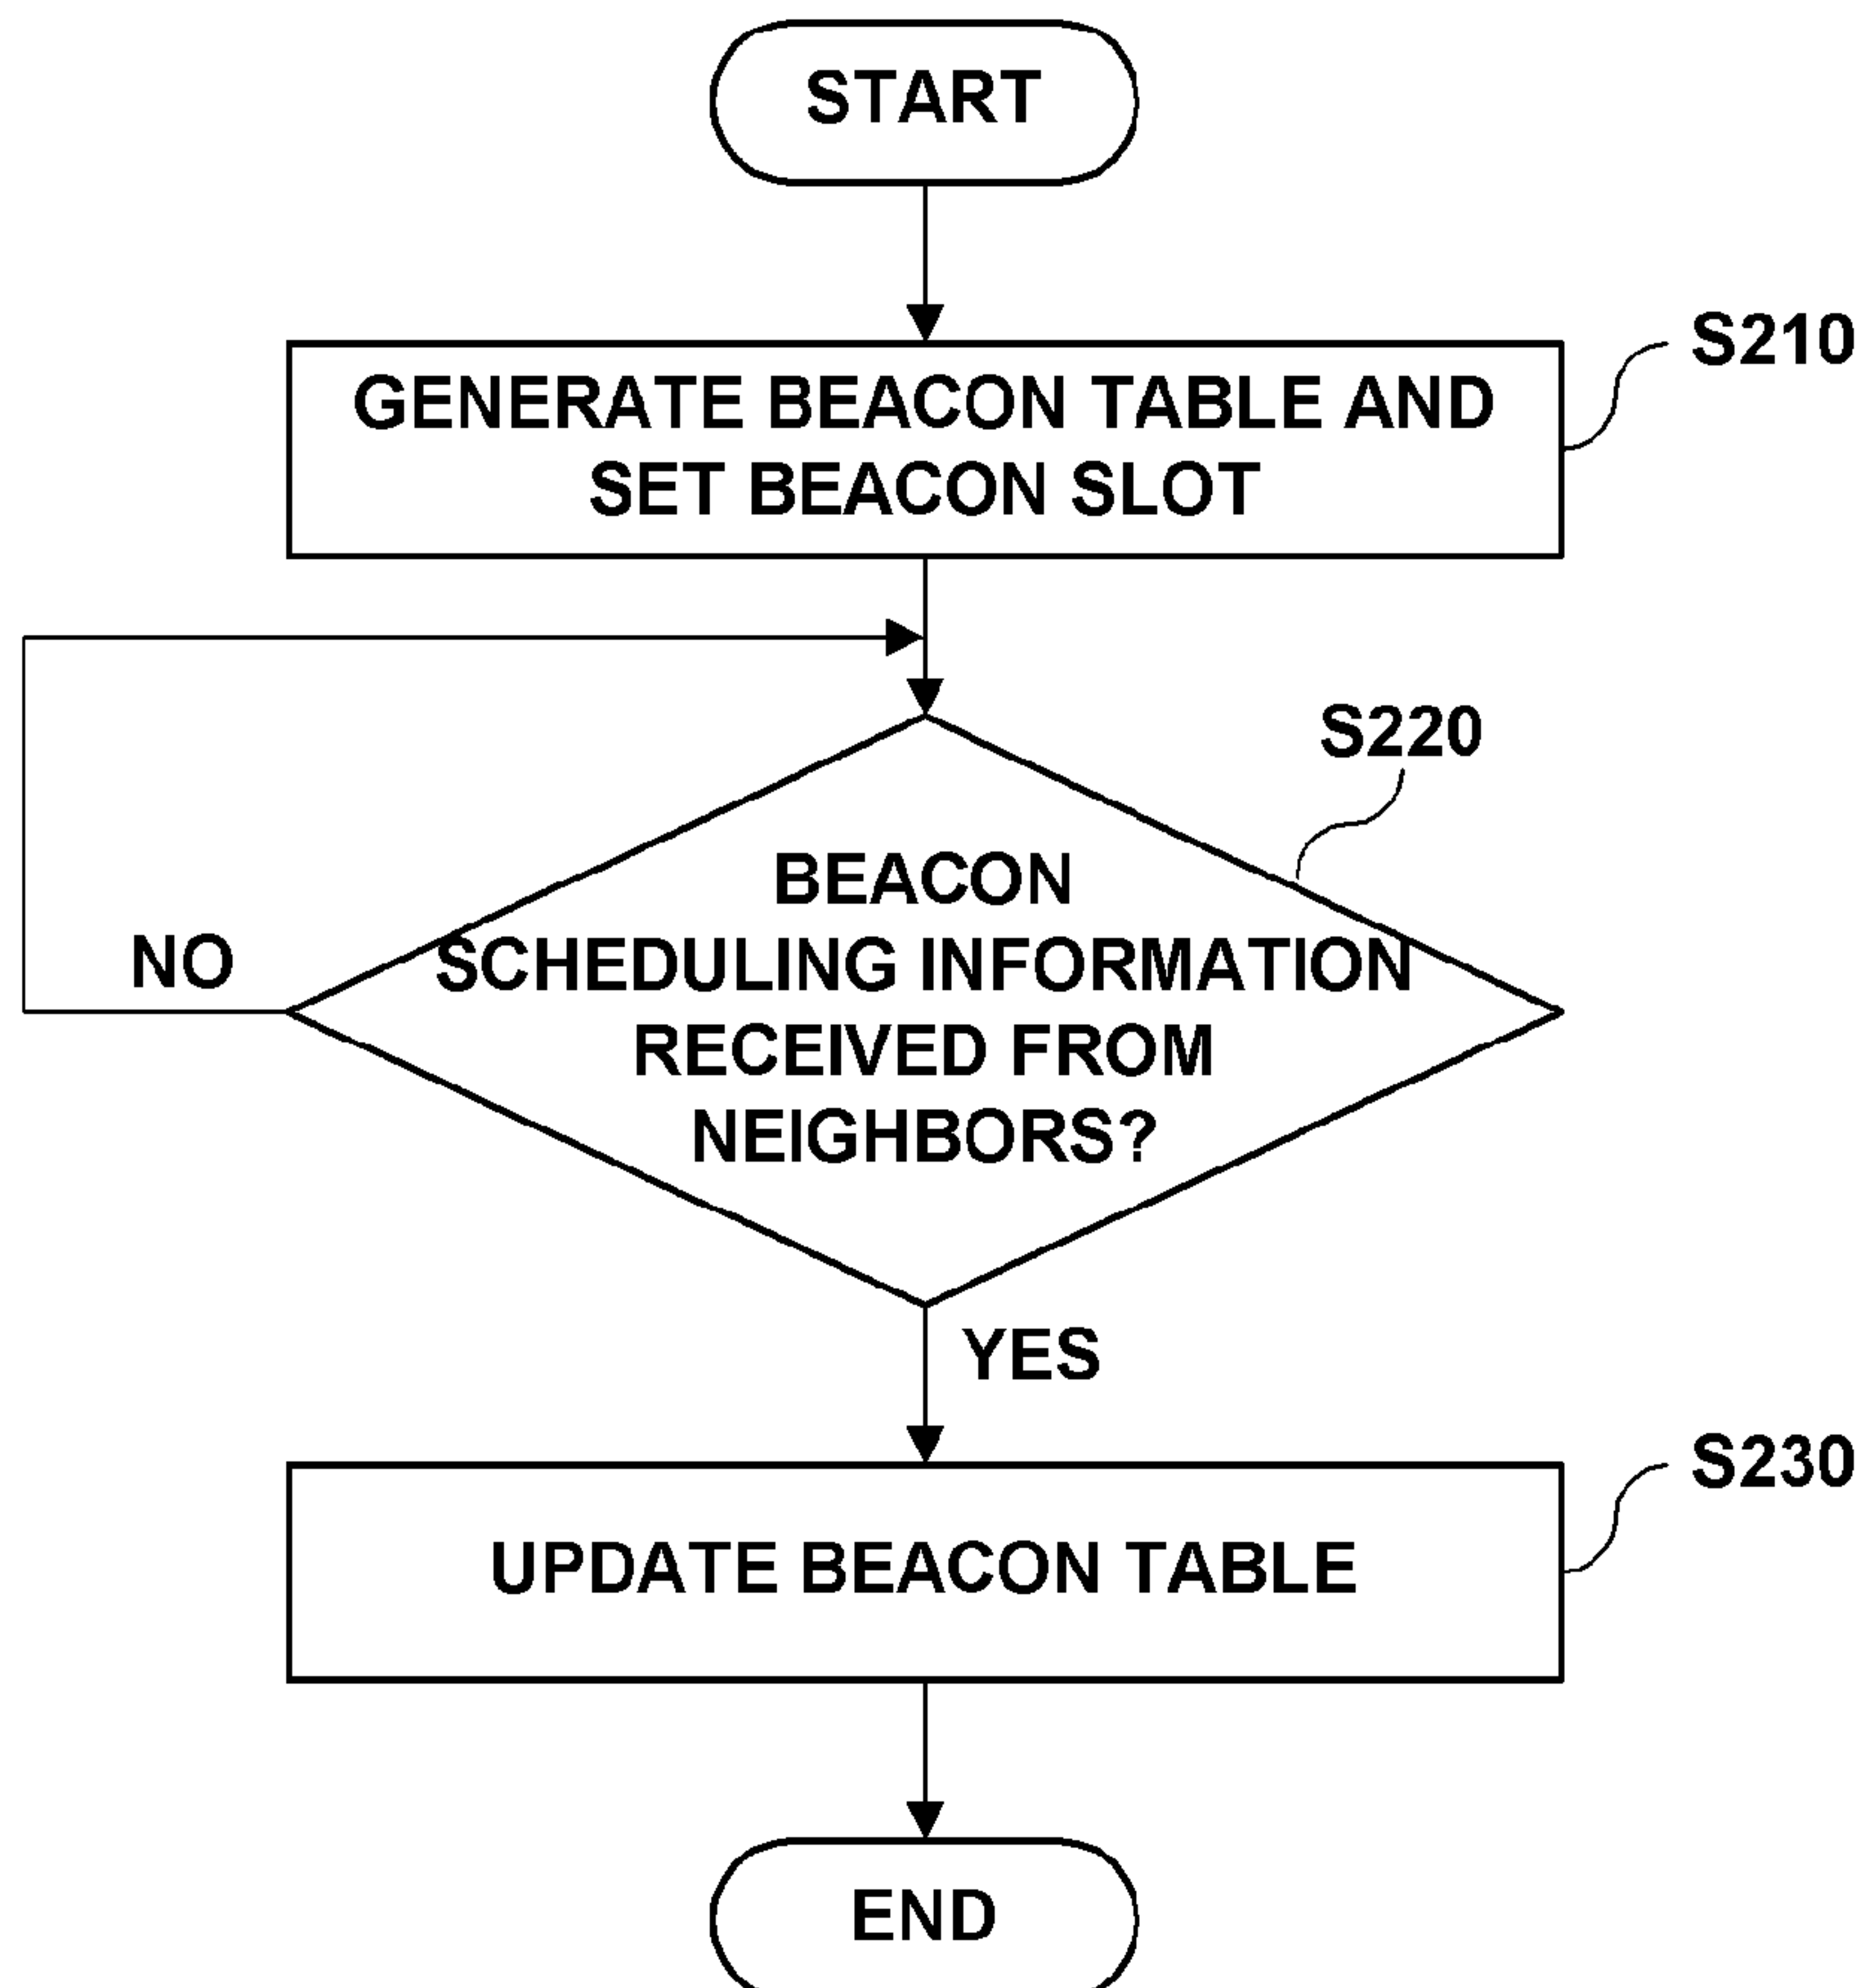 START
S210
GENERATE BEACON TABLE AND
SET BEACON SLOT
S220
BEACON
SCHEDULING INFORMATION
RECEIVED FROM
NEIGHBORS?
NO
YES
S230
UPDATE BEACON TABLE
END